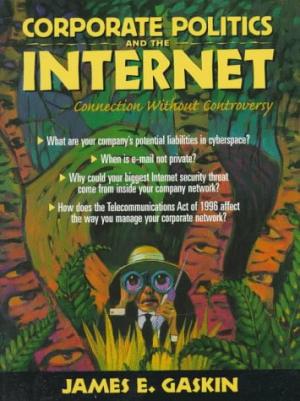 CORPORATE POLITICS
AND THE
INTERNET
Connection Without Controversy
What are your company's potential liabilities in cyberspace?
When is e-mail not private?
Why could your biggest Internet security threat
come from inside your company network?
How does the Telecommunications Act of 1996 affect
the way you manage your corporate network?
JAMES E. GASKIN